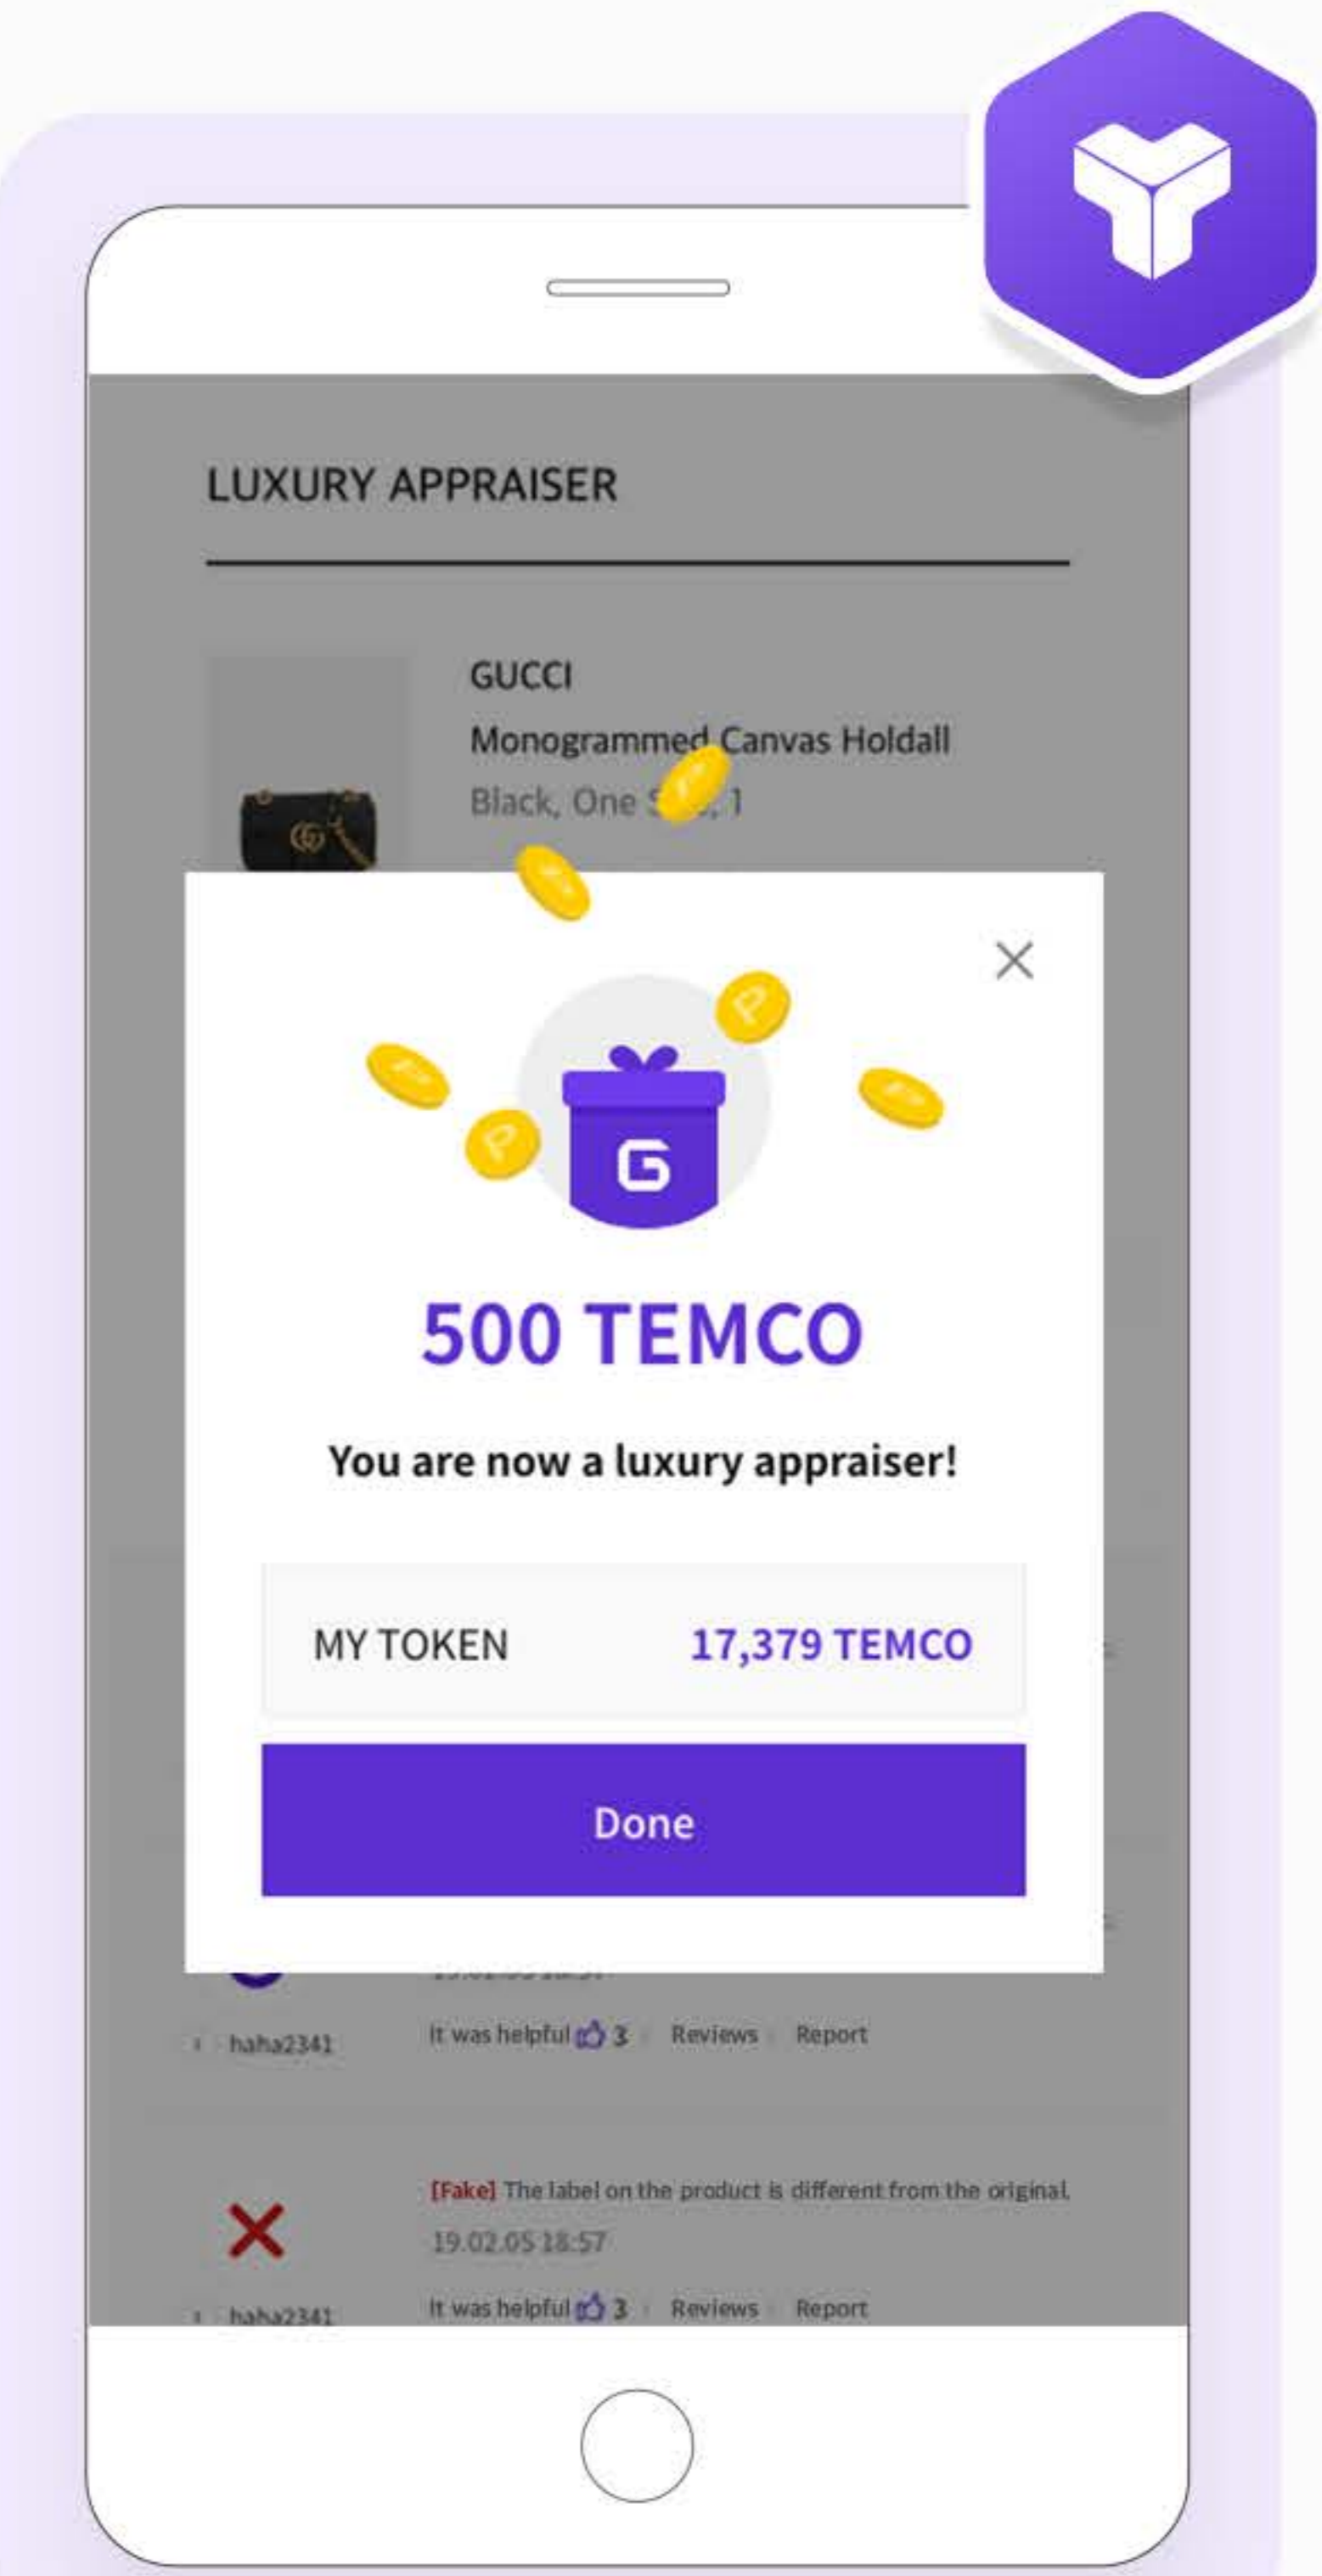 LUXURY APPRAISER
GUCCI
Monogrammed Canvas Holdall
Black, One 1
P
P
G
500 TEMCO
You are now a luxury appraiser!
MY TOKEN 17,379 TEMCO
Done
haha2341 It was helpful 3 Reviews Report
[Fake] The label on the product is different from the original.
19.02.05 18:57
haha2341 It was helpful 3 Reviews Report